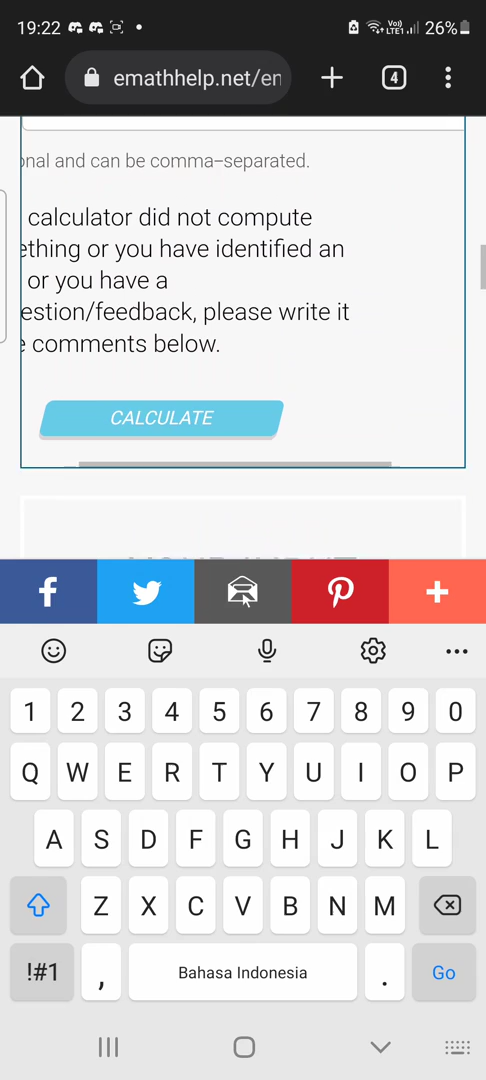 19:22 Vo)) LTE1 26%
emathhelp.net/en 4
onal and can be comma-separated.
calculator did not compute
ething or you have identified an
or you have a
estion/feedback, please write it
e comments below.
CALCULATE
1 2 3 4 5 6 7 8 9 0
Q W E R T Y U I O P
A S D F G H J K L
Z X C V B N M
!#1 , Bahasa Indonesia . Go